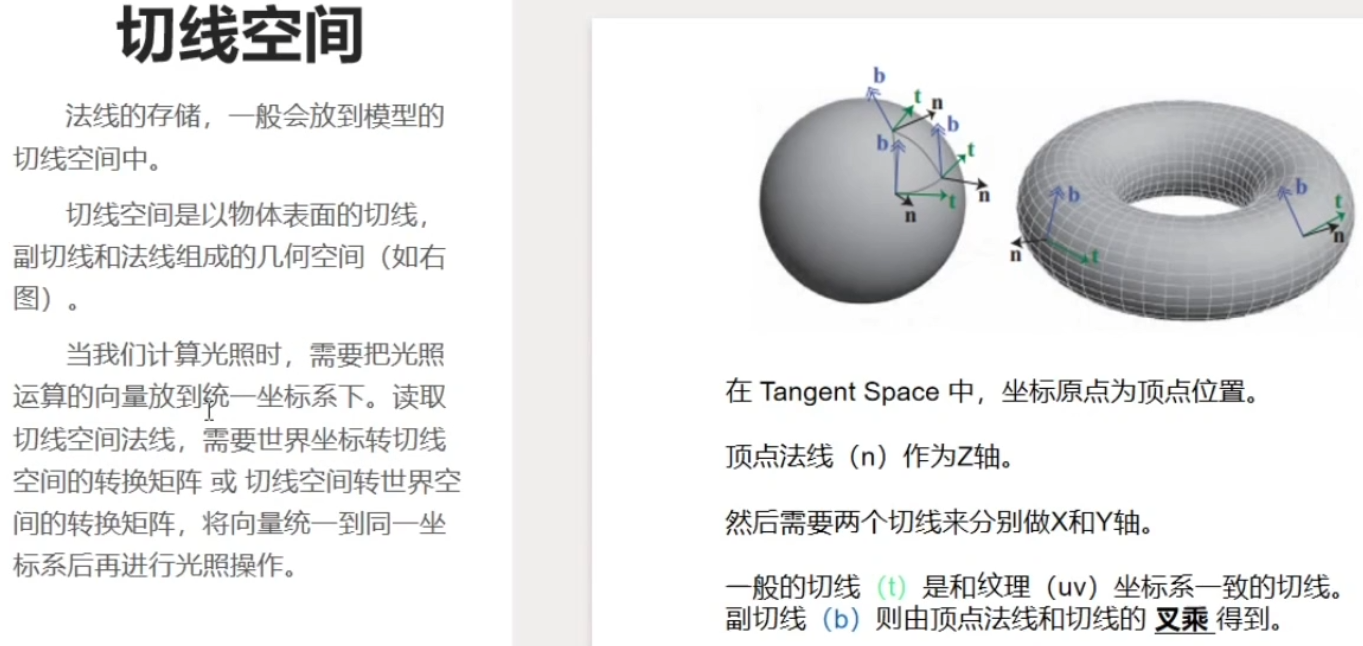 切线空间
法线的存储，一般会放到模型的
切线空间中。
切线空间是以物体表面的切线，
副切线和法线组成的几何空间（如右
图）。
当我们计算光照时，需要把光照
运算的向量放到统一坐标系下。读取
切线空间法线，需要世界坐标转切线
空间的转换矩阵 或 切线空间转世界空
间的转换矩阵，将向量统一到同一坐
标系后再进行光照操作。
b
t n
b
b
t
n
t
n
b
n
t
b
t
n
在 Tangent Space 中，坐标原点为顶点位置。
顶点法线（n）作为Z轴。
然后需要两个切线来分别做X和Y轴。
一般的切线（t）是和纹理（uv）坐标系一致的切线。
副切线（b）则由顶点法线和切线的 叉乘 得到。